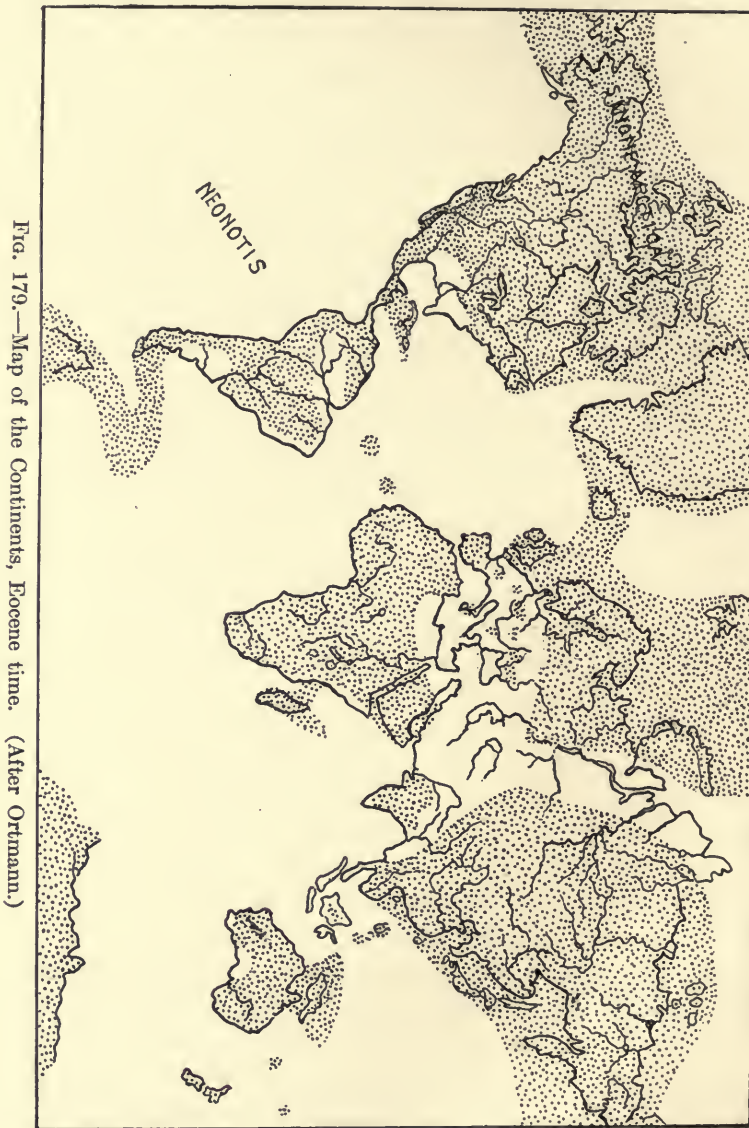 NEONOTIS
Fig. 179.—Map of the Continents, Eocene time. (After Ortmann.)